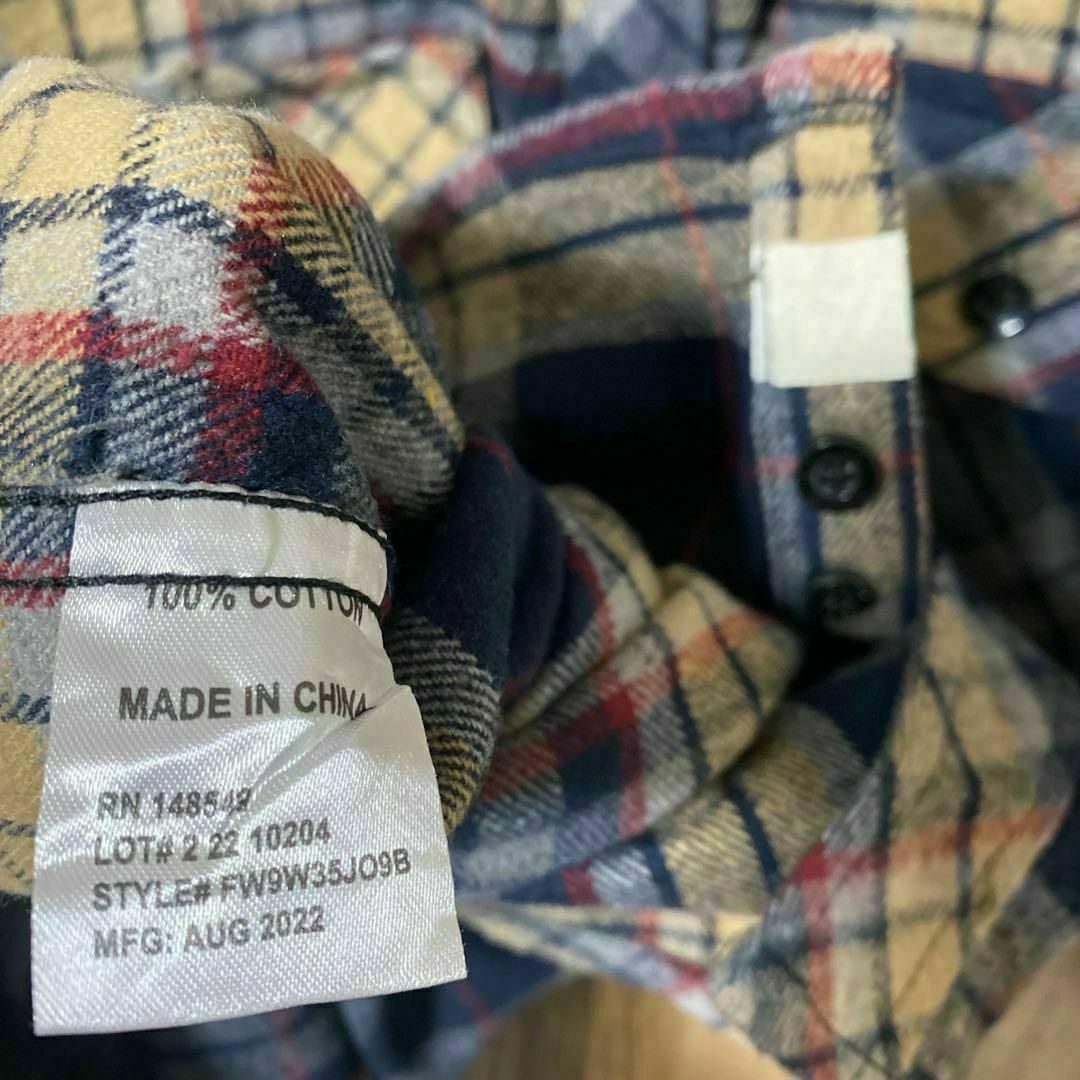 100% COTTON
MADE IN CHINA
RN 148549
LOT# 2 22 10204
STYLE# FW9W35JO9B
MFG: AUG 2022